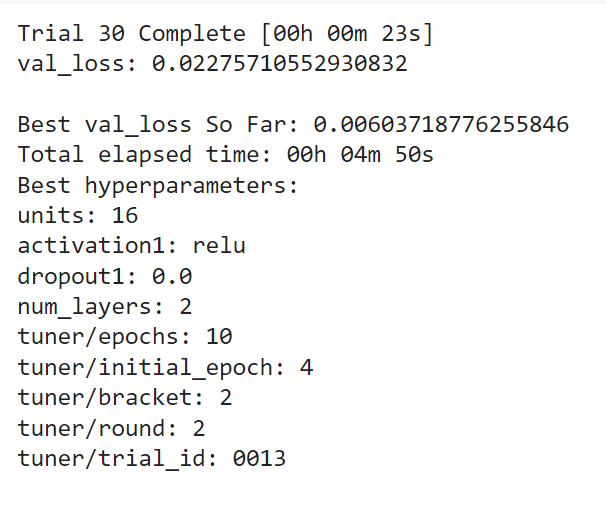 Trial 30 Complete [00h 00m 23s]
val_loss: 0.02275710552930832
Best val_loss So Far: 0.00603718776255846
Total elapsed time: 00h 04m 50s
Best hyperparameters:
units: 16
activation1: relu
dropout1: 0.0
num_layers: 2
tuner/epochs: 10
tuner/initial_epoch: 4
tuner/bracket: 2
tuner/round: 2
tuner/trial_id: 0013